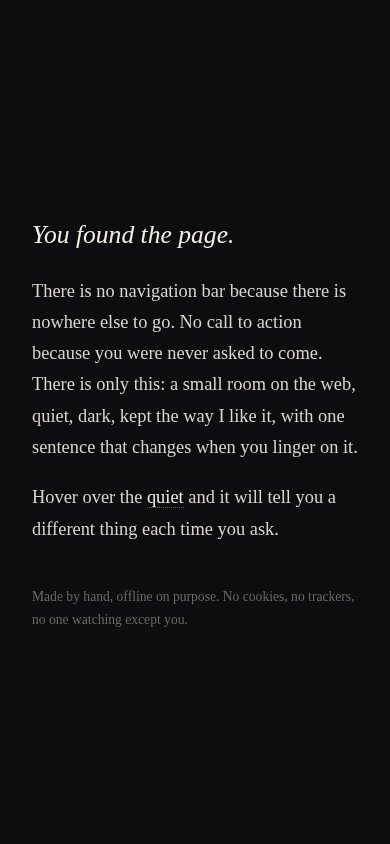 You found the page.
There is no navigation bar because there is
nowhere else to go. No call to action
because you were never asked to come.
There is only this: a small room on the web,
quiet, dark, kept the way I like it, with one
sentence that changes when you linger on it.
Hover over the quiet and it will tell you a
different thing each time you ask.
Made by hand, offline on purpose. No cookies, no trackers,
no one watching except you.